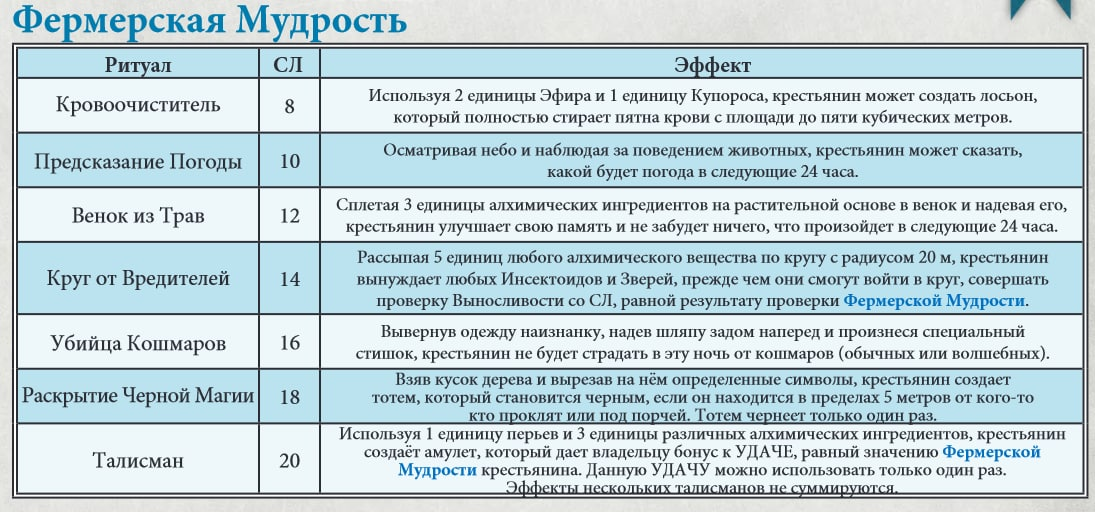 Фермерская Мудрость
Ритуал СЛ Эффект
Кровоочиститель 8 Используя 2 единицы Эфира и 1 единицу Купороса, крестьянин может создать лосьон,
который полностью стирает пятна крови с площади до пяти кубических метров.
Предсказание Погоды 10 Осматривая небо и наблюдая за поведением животных, крестьянин может сказать,
какой будет погода в следующие 24 часа.
Венок из Трав 12 Сплетая 3 единицы алхимических ингредиентов на растительной основе в венок и надевая его,
крестьянин улучшает свою память и не забудет ничего, что произойдет в следующие 24 часа.
Круг от Вредителей 14 Рассыпая 5 единиц любого алхимического вещества по кругу с радиусом 20 м, крестьянин
вынуждает любых Инсектоидов и Зверей, прежде чем они смогут войти в круг, совершать
проверку Выносливости со СЛ, равной результату проверки Фермерской Мудрости.
Убийца Кошмаров 16 Вывернув одежду наизнанку, надев шляпу задом наперед и произнеся специальный
стишок, крестьянин не будет страдать в эту ночь от кошмаров (обычных или волшебных).
Раскрытие Черной Магии 18 Взяв кусок дерева и вырезав на нём определенные символы, крестьянин создает
тотем, который становится черным, если он находится в пределах 5 метров от кого-то
кто проклят или под порчей. Тотем чернеет только один раз.
Талисман 20 Используя 1 единицу перьев и 3 единицы различных алхимических ингредиентов, крестьянин
создаёт амулет, который дает владельцу бонус к УДАЧЕ, равный значению Фермерской
Мудрости крестьянина. Данную УДАЧУ можно использовать только один раз.
Эффекты нескольких талисманов не суммируются.